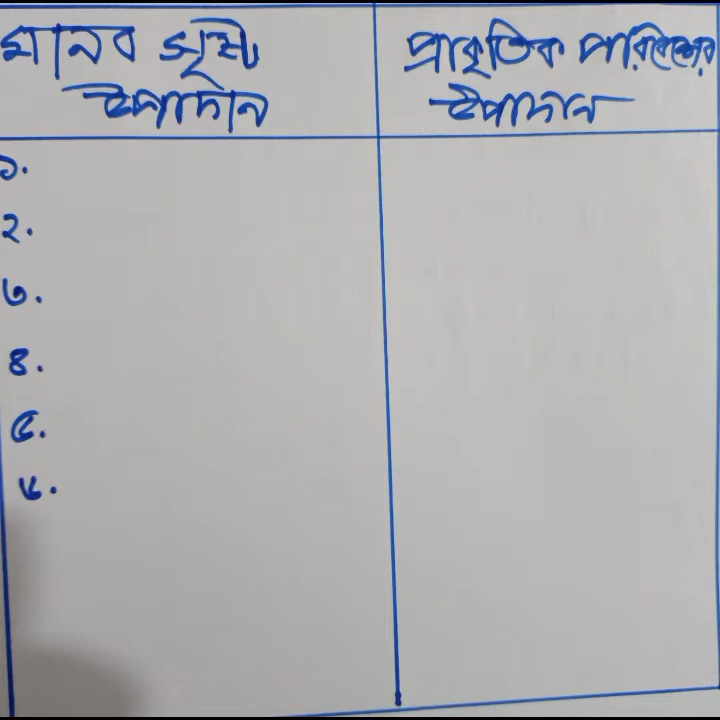 মানব সৃষ্ট
উপাদান
প্রাকৃতিক পরিবেশের
উপাদান
১.
২.
৩.
৪.
৫.
৬.